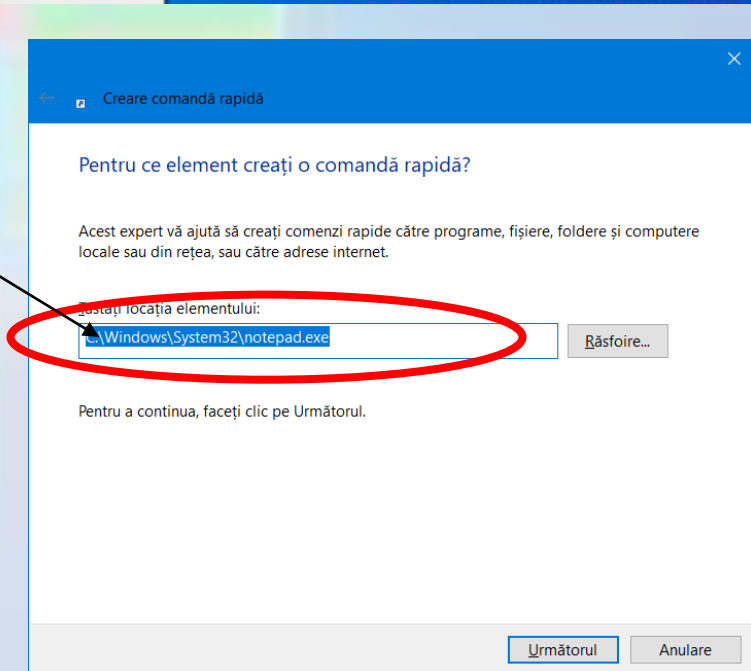 Creare comandă rapidă
Pentru ce element creați o comandă rapidă?
Acest expert vă ajută să creați comenzi rapide către programe, fișiere, foldere și computere
locale sau din rețea, sau către adrese internet.
Tastați locația elementului:
C:\Windows\System32\notepad.exe
Răsfoire...
Pentru a continua, faceți clic pe Următorul.
Următorul
Anulare